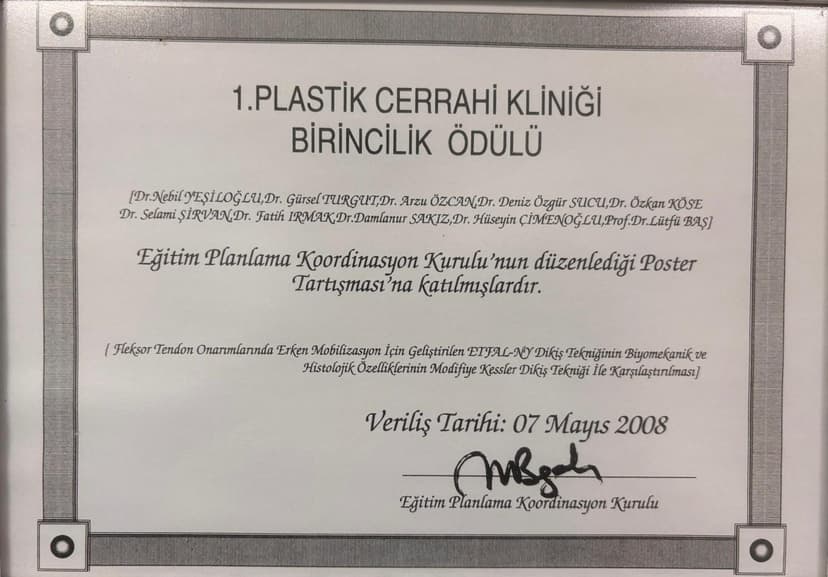 1.PLASTİK CERRAHİ KLİNİĞİ
BİRİNCİLİK ÖDÜLÜ
[Dr.Nebil YEŞİLOĞLU,Dr. Gürsel TURGUT,Dr. Arzu ÖZCAN,Dr. Deniz Özgür SUCU,Dr. Özkan KÖSE
Dr. Selami ŞİRVAN,Dr. Fatih IRMAK,Dr.Damlanur SAKIZ,Dr. Hüseyin ÇİMENOĞLU,Prof.Dr.Lütfü BAŞ]
Eğitim Planlama Koordinasyon Kurulu’nun düzenlediği Poster
Tartışması’na katılmışlardır.
[ Fleksor Tendon Onarımlarında Erken Mobilizasyon İçin Geliştirilen ETFAL-NY Dikiş Tekniğinin Biyomekanik ve
Histolojik Özelliklerinin Modifiye Kessler Dikiş Tekniği İle Karşılaştırılması]
Veriliş Tarihi: 07 Mayıs 2008
Eğitim Planlama Koordinasyon Kurulu